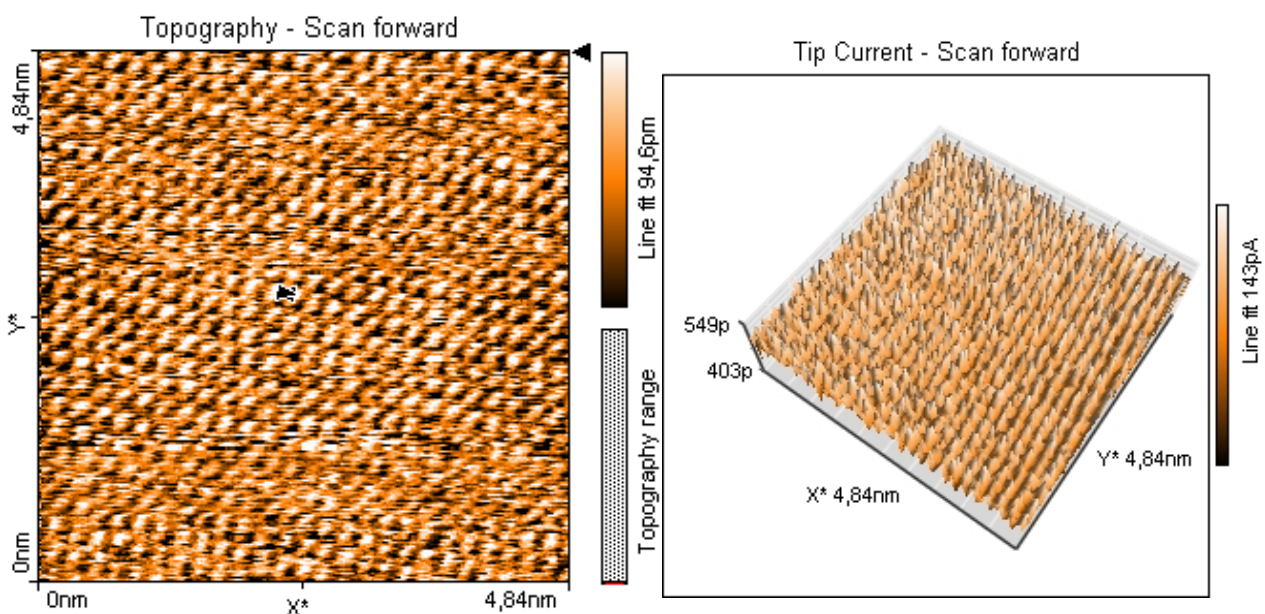 Topography - Scan forward
4,84nm
Y*
0nm
0nm
X*
4,84nm
Line fit 94,6pm
Topography range
Tip Current - Scan forward
549p
403p
X* 4,84nm
Y* 4,84nm
Line fit 143pA